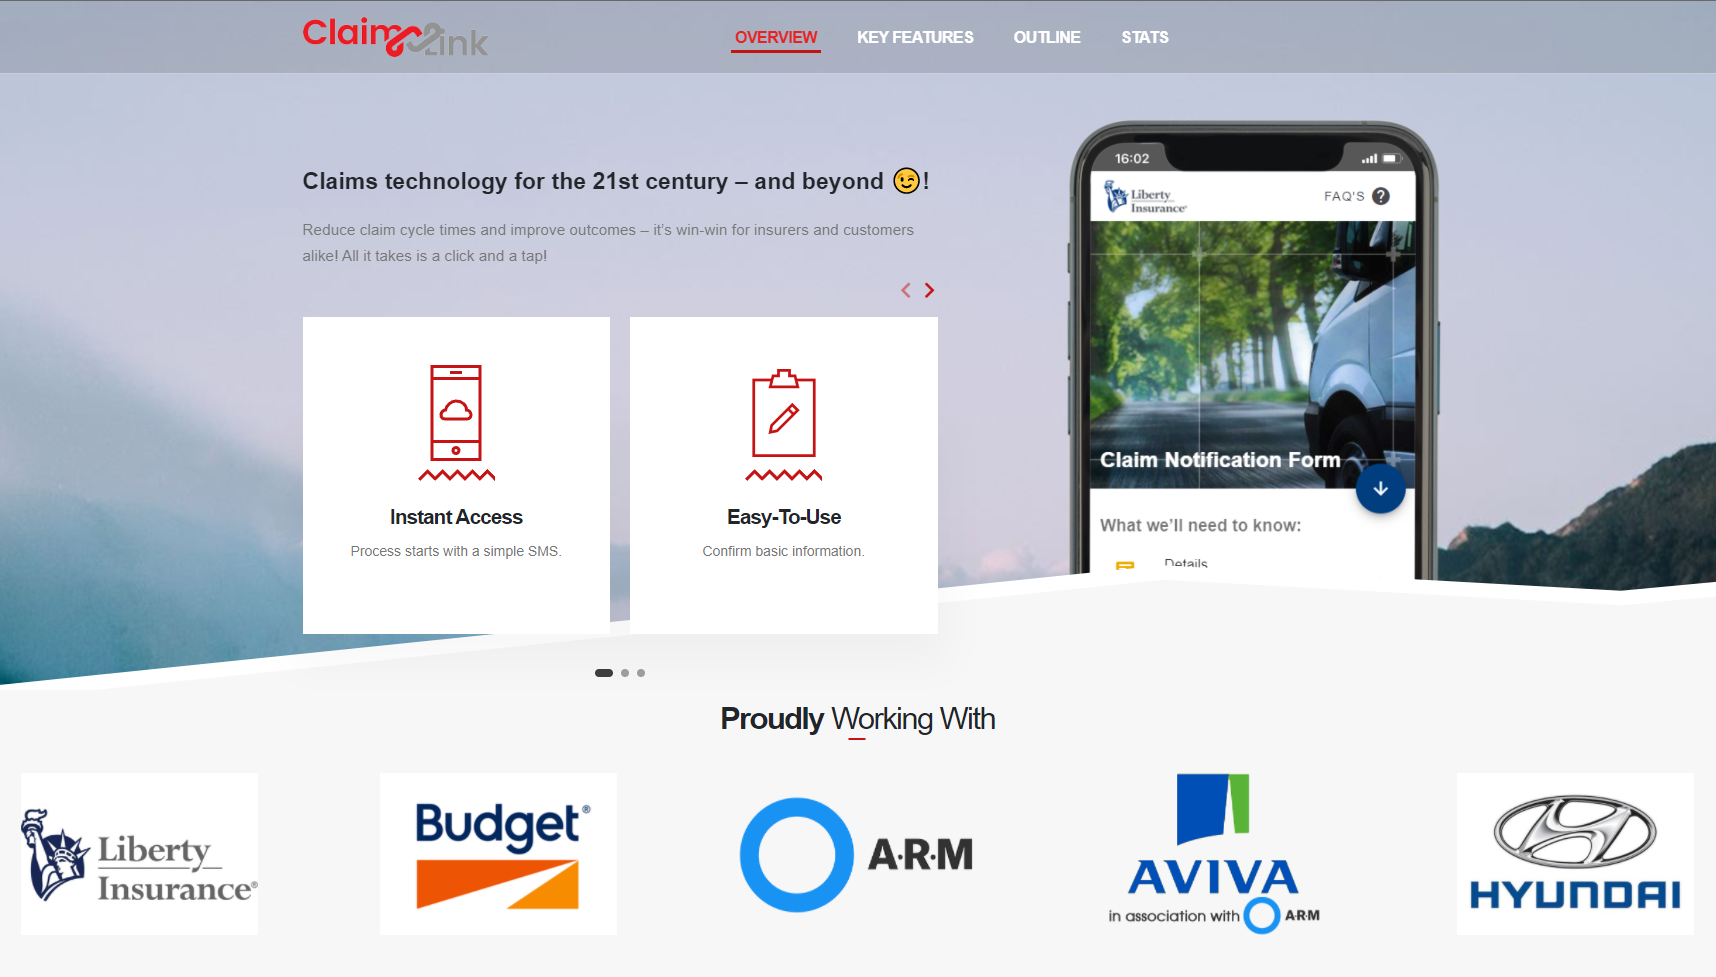 Claims Link
OVERVIEW
KEY FEATURES
OUTLINE
STATS
Claims technology for the 21st century – and beyond 😉!
Reduce claim cycle times and improve outcomes – it’s win-win for insurers and customers
alike! All it takes is a click and a tap!
Instant Access
Process starts with a simple SMS.
Easy-To-Use
Confirm basic information.
16:02
Liberty
Insurance®
FAQ'S ?
Claim Notification Form
What we'll need to know:
Details
Proudly Working With
Liberty
Insurance®
Budget®
A·R·M
AVIVA
in association with A·R·M
HYUNDAI